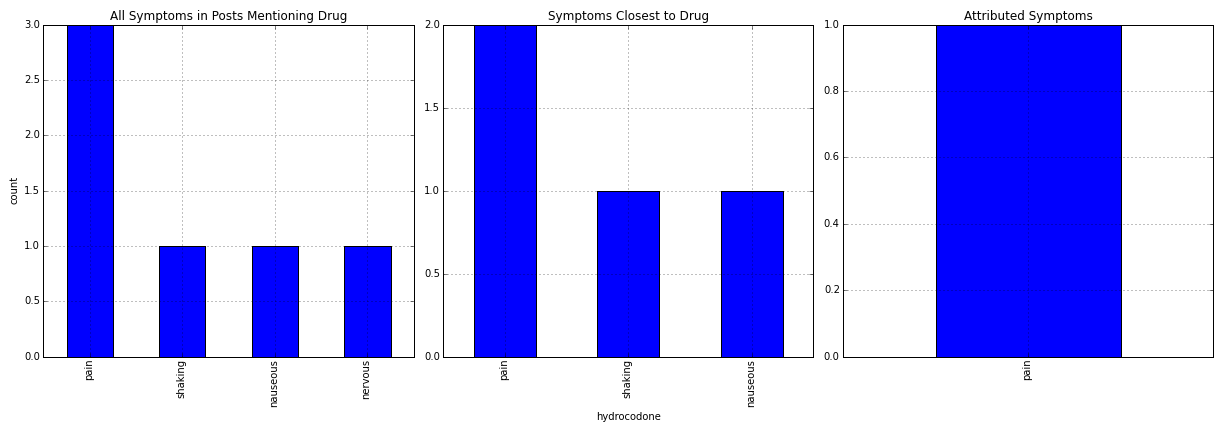 All Symptoms in Posts Mentioning Drug
3.0
2.5
2.0
1.5
1.0
0.5
0.0
count
pain
shaking
nauseous
nervous
Symptoms Closest to Drug
2.0
1.5
1.0
0.5
0.0
pain
shaking
nauseous
hydrocodone
Attributed Symptoms
1.0
0.8
0.6
0.4
0.2
0.0
pain